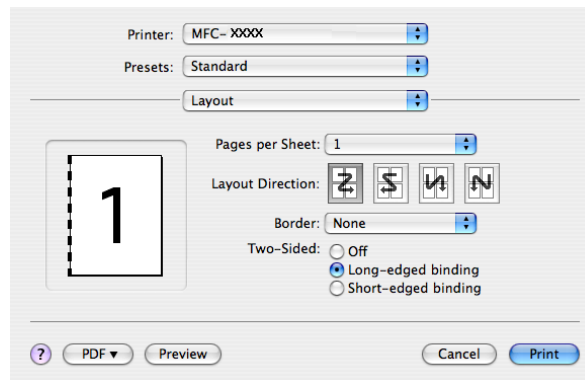 Printer: MFC- XXXX
Presets: Standard
Layout
Pages per Sheet: 1
Layout Direction:
Border: None
Two-Sided: Off
Long-edged binding
Short-edged binding
1
? PDF▼ Preview Cancel Print